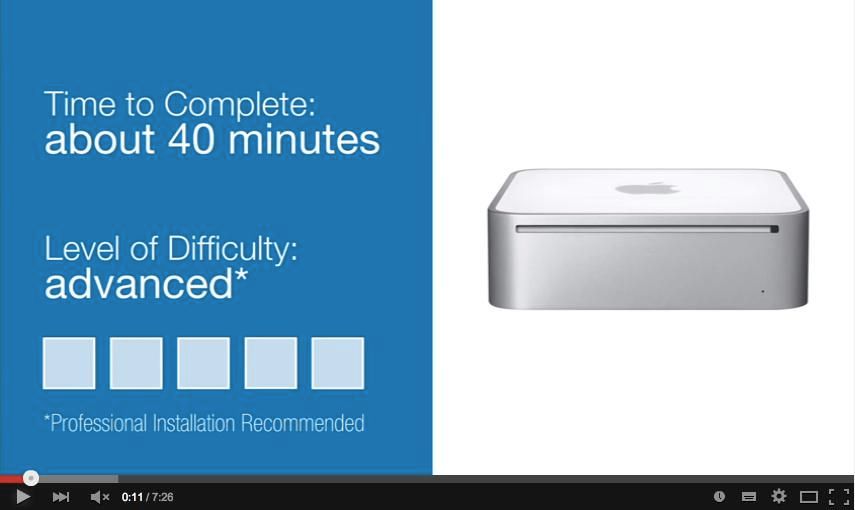 Time to Complete:
about 40 minutes
Level of Difficulty:
advanced*
*Professional Installation Recommended
0:11 / 7:26